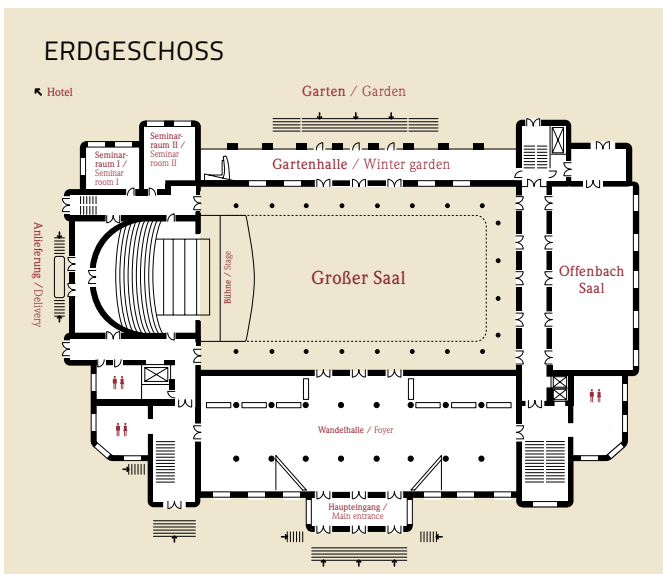 ERDGESCHOSS
Hotel
Garten / Garden
Seminar-
raum II /
Seminar
room II
Seminar-
raum I /
Seminar
room I
Gartenhalle / Winter garden
Anlieferung / Delivery
Bühne / Stage
Großer Saal
Offenbach
Saal
Wandelhalle / Foyer
Haupteingang /
Main entrance